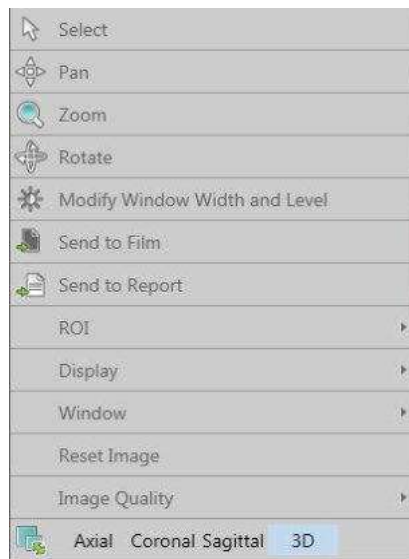 Select
Pan
Zoom
Rotate
Modify Window Width and Level
Send to Film
Send to Report
ROI
Display
Window
Reset Image
Image Quality
Axial Coronal Sagittal 3D